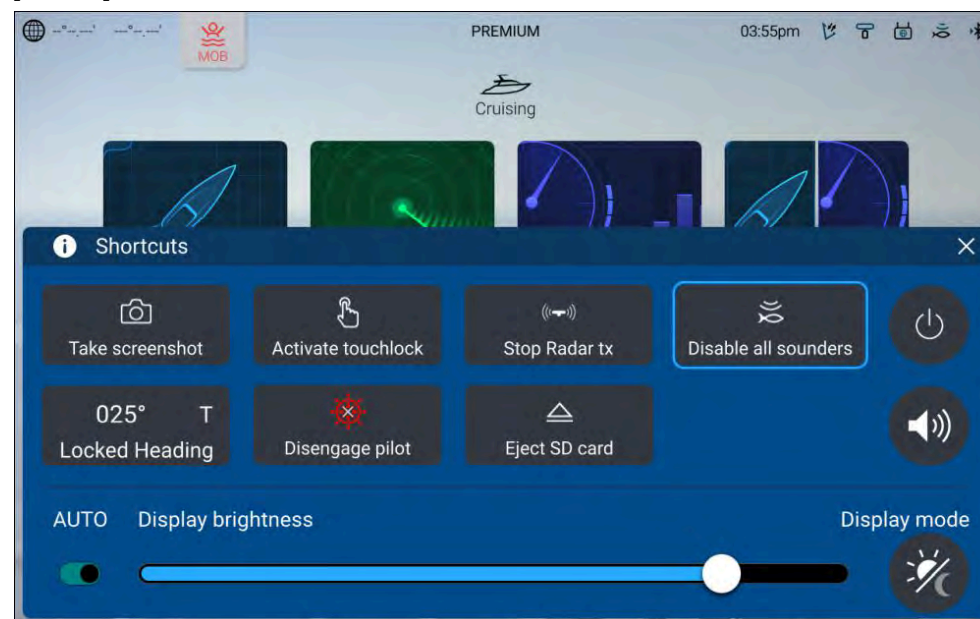 --°--.---' ---°--.---'
MOB
PREMIUM
03:55pm
Cruising
Shortcuts
Take screenshot
Activate touchlock
Stop Radar tx
Disable all sounders
025° T
Locked Heading
Disengage pilot
Eject SD card
AUTO
Display brightness
Display mode